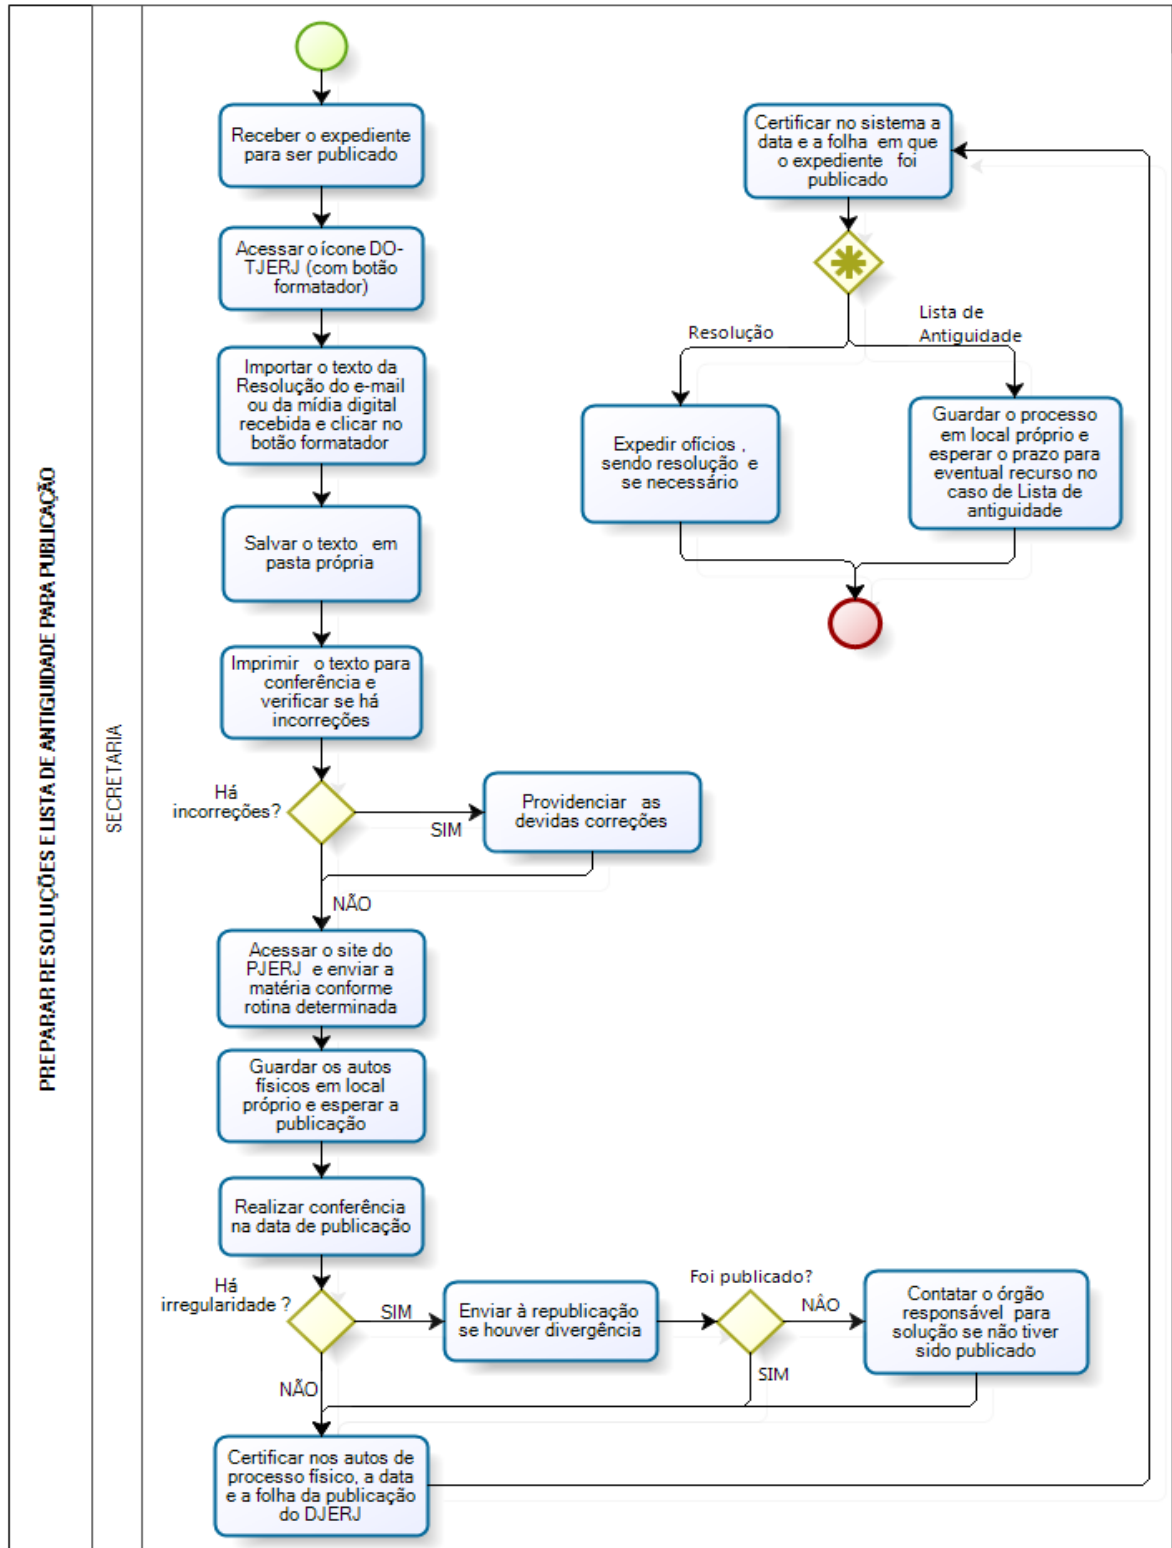 PREPARAR RESOLUÇÕES E LISTA DE ANTIGUIDADE PARA PUBLICAÇÃO
SECRETARIA
Receber o expediente
para ser publicado
Acessar o ícone DO-
TJERJ (com botão
formatador)
Importar o texto da
Resolução do e-mail
ou da mídia digital
recebida e clicar no
botão formatador
Salvar o texto em
pasta própria
Imprimir o texto para
conferência e
verificar se há
incorreções
Há
incorreções?
SIM
Providenciar as
devidas correções
NÃO
Acessar o site do
PJERJ e enviar a
matéria conforme
rotina determinada
Guardar os autos
físicos em local
próprio e esperar a
publicação
Realizar conferência
na data de publicação
Há
irregularidade ?
SIM
Enviar à republicação
se houver divergência
Foi publicado?
NÂO
Contatar o órgão
responsável para
solução se não tiver
sido publicado
SIM
NÃO
Certificar nos autos de
processo físico, a data
e a folha da publicação
do DJERJ
Certificar no sistema a
data e a folha em que
o expediente foi
publicado
Resolução
Lista de
Antiguidade
Expedir ofícios ,
sendo resolução e
se necessário
Guardar o processo
em local próprio e
esperar o prazo para
eventual recurso no
caso de Lista de
antiguidade